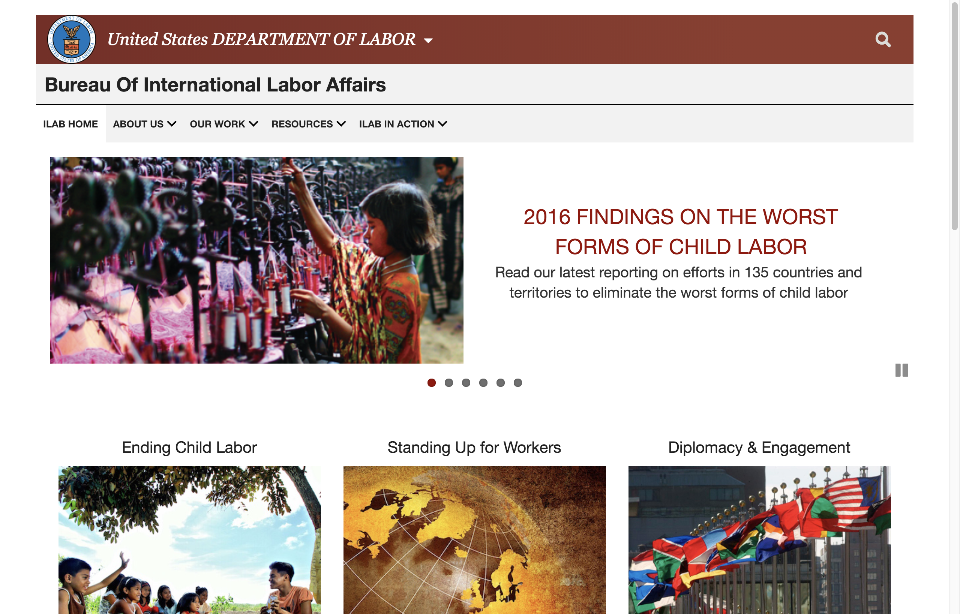 United States DEPARTMENT OF LABOR
Bureau Of International Labor Affairs
ILAB HOME ABOUT US OUR WORK RESOURCES ILAB IN ACTION
2016 FINDINGS ON THE WORST
FORMS OF CHILD LABOR
Read our latest reporting on efforts in 135 countries and
territories to eliminate the worst forms of child labor
Ending Child Labor
Standing Up for Workers
Diplomacy & Engagement